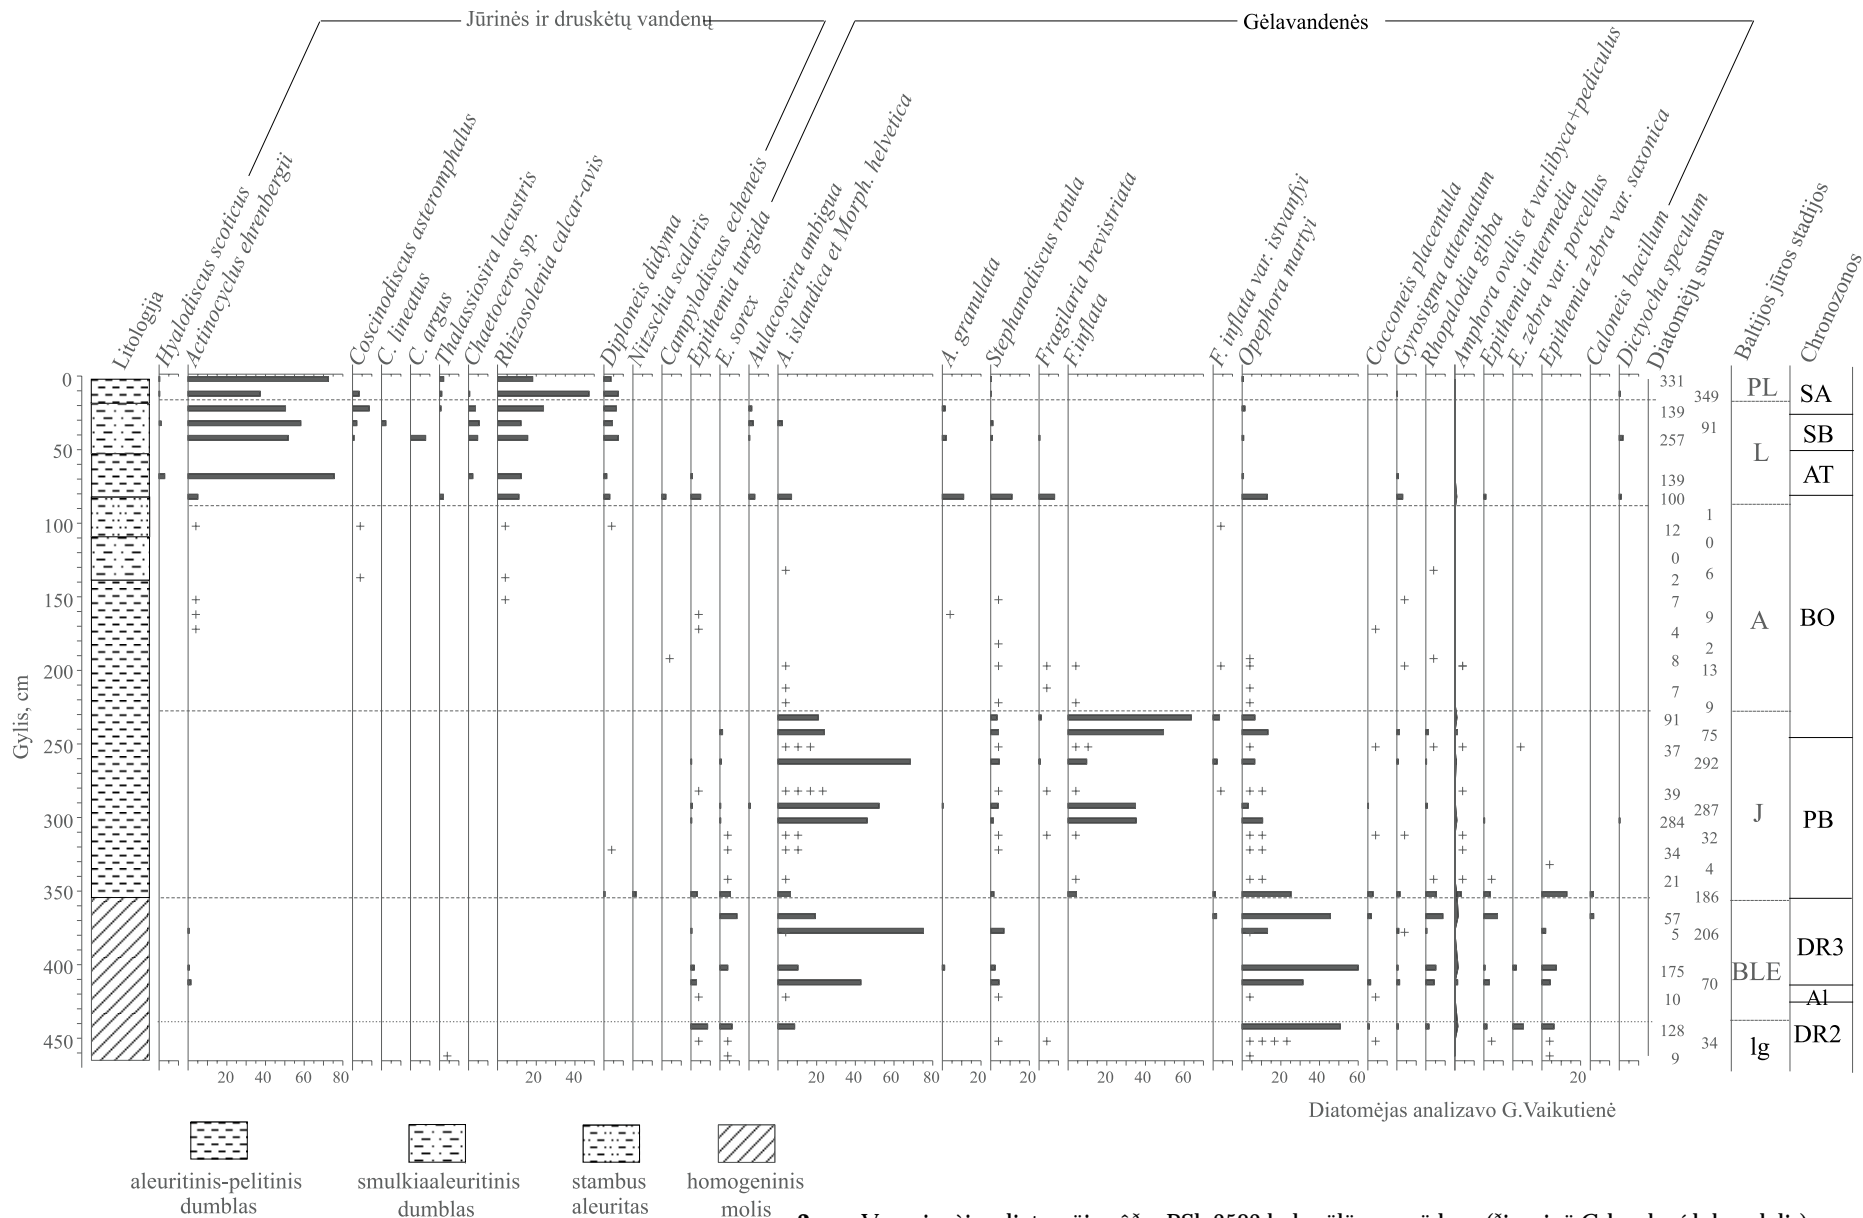 Jūrinės ir druskėtų vandenų
Gėlavandenės
Litologija
Hyalodiscus scoticus
Actinocyclus ehrenbergii
Coscinodiscus asteromphalus
C. lineatus
C. argus
Thalassiosira lacustris
Chaetoceros sp.
Rhizosolenia calcar-avis
Diploneis didyma
Nitzschia scalaris
Campylodiscus echeneis
Epithemia turgida
E. sorex
Aulacoseira ambigua
A. islandica et Morph. helvetica
A. granulata
Stephanodiscus rotula
Fragilaria brevistriata
F.inflata
F. inflata var. istvanfyi
Opephora martyi
Cocconeis placentula
Gyrosigma attenuatum
Rhopalodia gibba
Amphora ovalis et var.libyca+pediculus
Epithemia intermedia
E. zebra var. porcellus
Epithemia zebra var. saxonica
Caloneis bacillum
Dictyocha speculum
Diatomėjų suma
Baltijos jūros stadijos
Chronozonos
Gylis, cm
0
50
100
150
200
250
300
350
400
450
331
349
139
91
257
139
100
1
12
0
0
6
2
7
9
4
2
8
13
7
9
91
75
37
292
39
287
284
32
34
4
21
186
57
5 206
175
70
10
128
34
9
PL
L
A
J
BLE
lg
SA
SB
AT
BO
PB
DR3
Al
DR2
20 40 60 80 20 40 20 40 60 80 20 20 20 40 60 20 40 60 20
Diatomėjas analizavo G.Vaikutienė
aleuritinis-pelitinis
dumblas
smulkiaaleuritinis
dumblas
stambus
aleuritas
homogeninis
molis